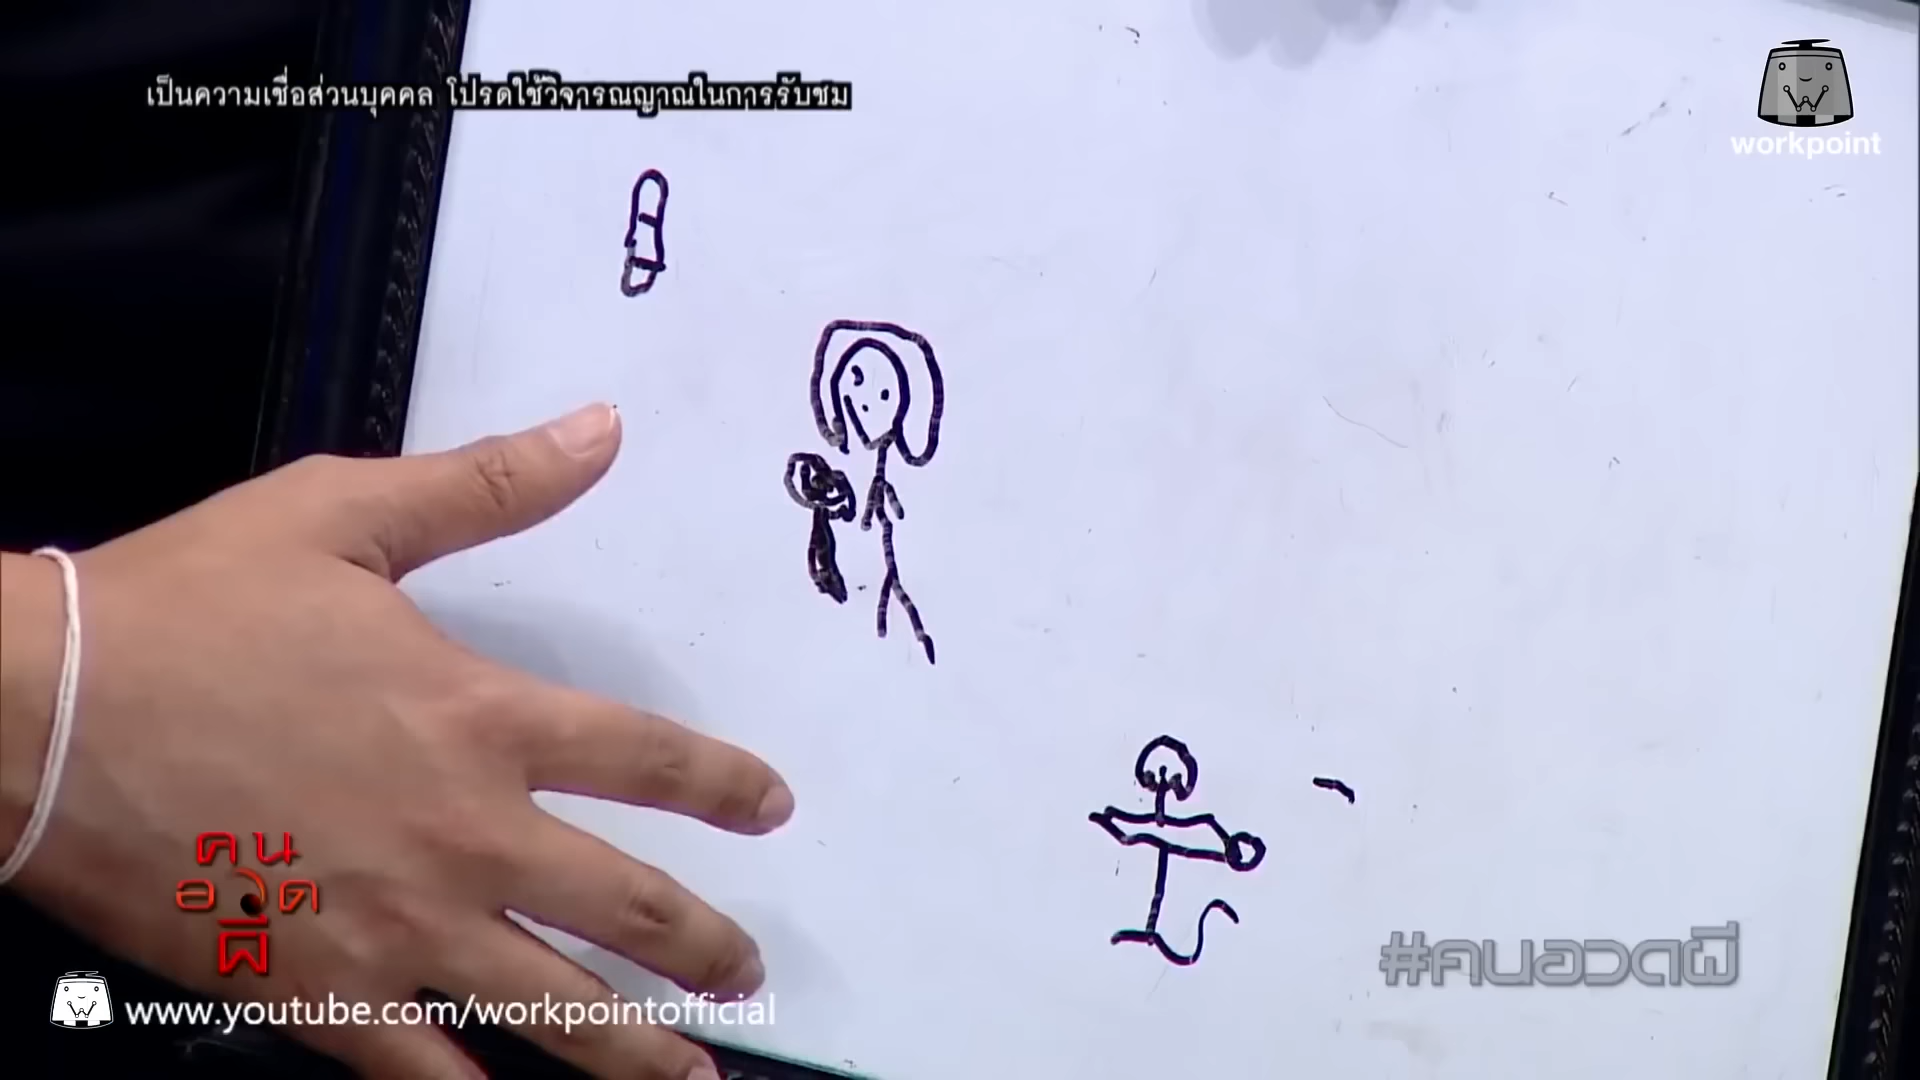 เป็นความเชื่อส่วนบุคคล โปรดใช้วิจารณญาณในการรับชม
workpoint
คน
อวด
ผี
#คนอวดผี
www.youtube.com/workpointofficial